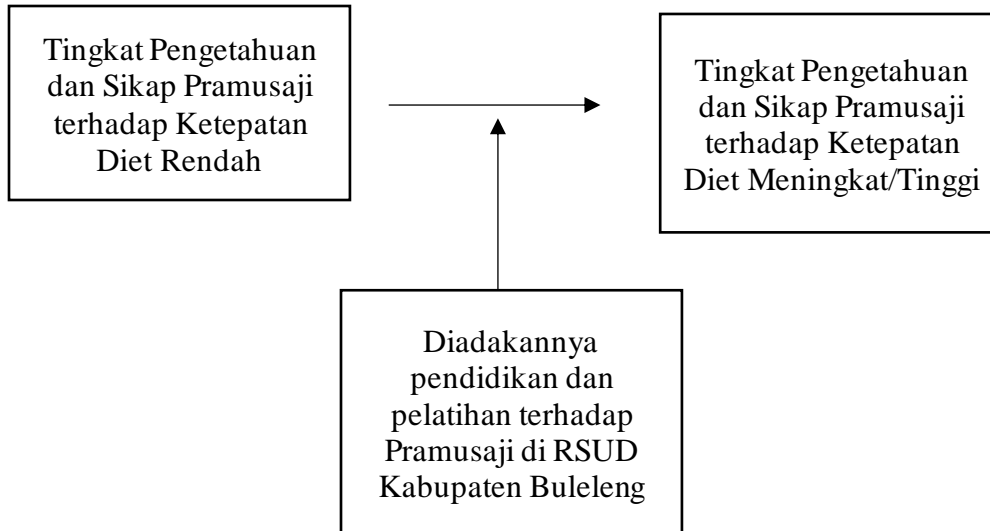 Tingkat Pengetahuan
dan Sikap Pramusaji
terhadap Ketepatan
Diet Rendah
Tingkat Pengetahuan
dan Sikap Pramusaji
terhadap Ketepatan
Diet Meningkat/Tinggi
Diadakannya
pendidikan dan
pelatihan terhadap
Pramusaji di RSUD
Kabupaten Buleleng